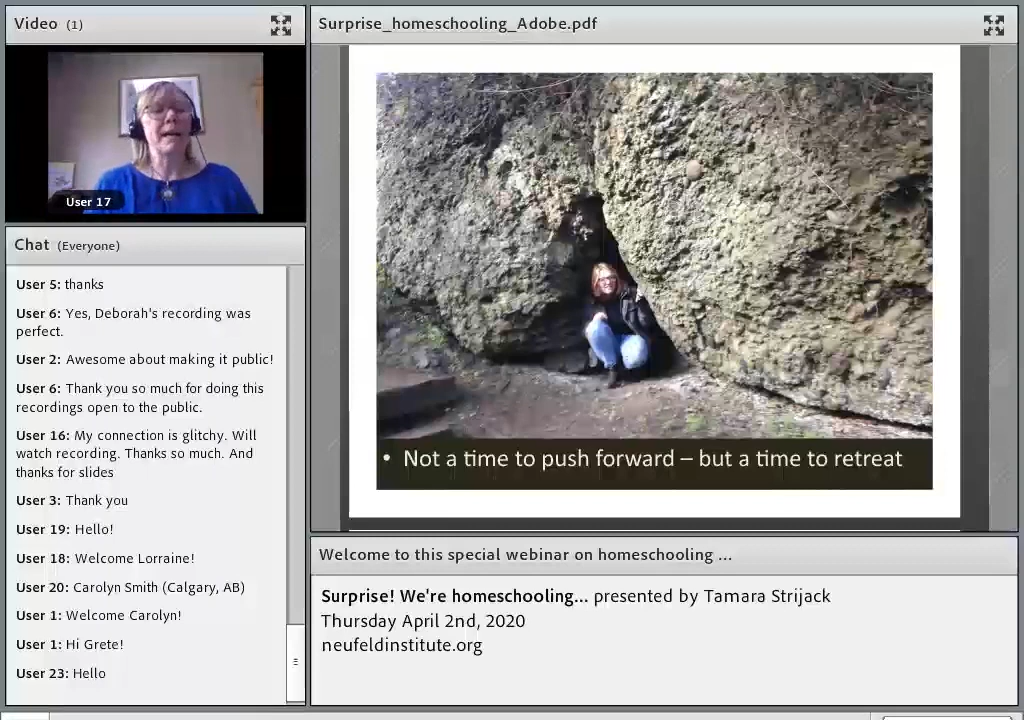 Video (1)
User 17
Chat (Everyone)
User 5: thanks
User 6: Yes, Deborah's recording was
perfect.
User 2: Awesome about making it public!
User 6: Thank you so much for doing this
recordings open to the public.
User 16: My connection is glitchy. Will
watch recording. Thanks so much. And
thanks for slides
User 3: Thank you
User 19: Hello!
User 18: Welcome Lorraine!
User 20: Carolyn Smith (Calgary, AB)
User 1: Welcome Carolyn!
User 1: Hi Grete!
User 23: Hello
Surprise_homeschooling_Adobe.pdf
• Not a time to push forward – but a time to retreat
Welcome to this special webinar on homeschooling ...
Surprise! We're homeschooling... presented by Tamara Strijack
Thursday April 2nd, 2020
neufeldinstitute.org